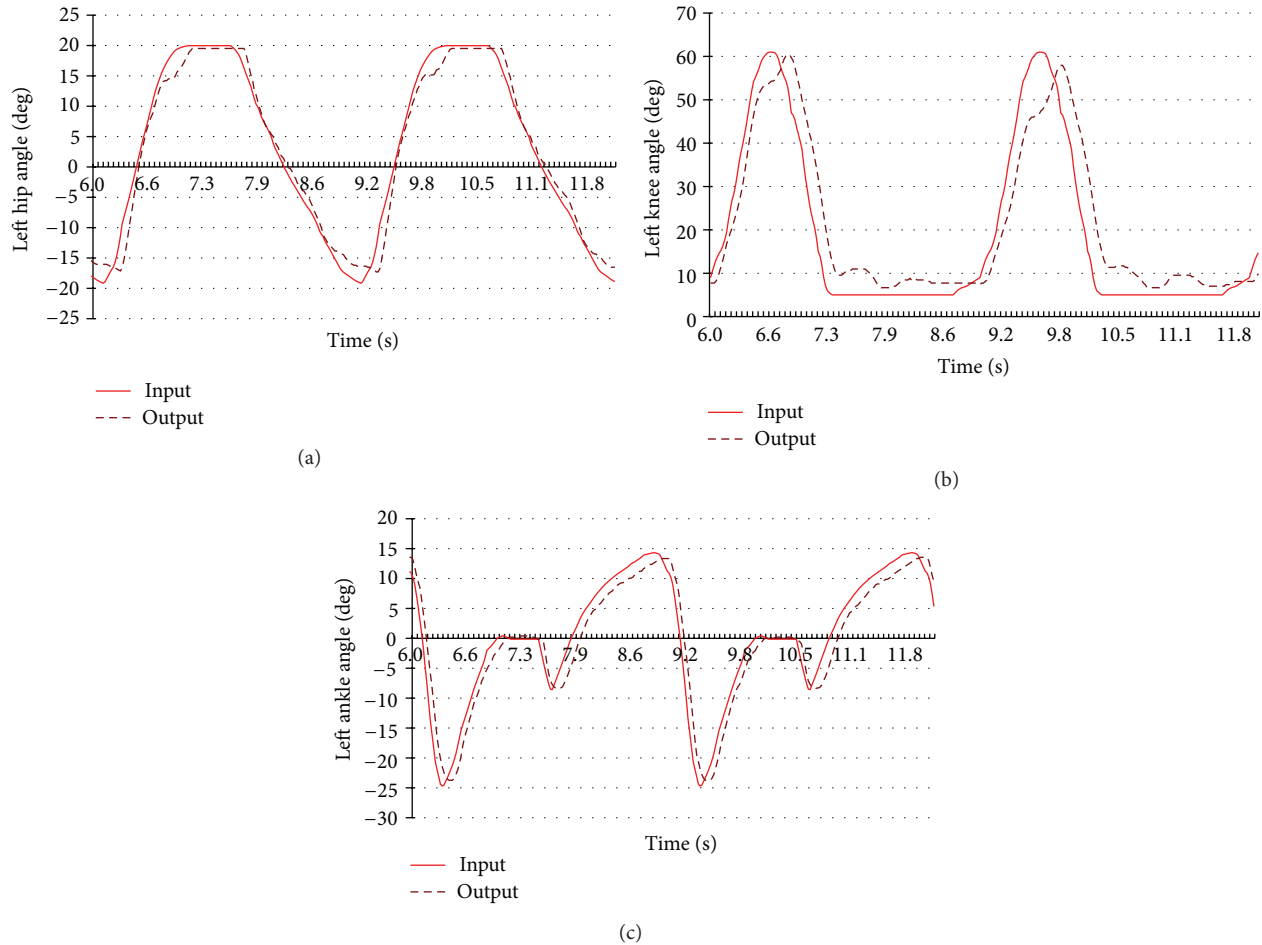 25
20
15
10
5
0
−5
−10
−15
−20
−25
6.0 6.6 7.3 7.9 8.6 9.2 9.8 10.5 11.1 11.8
Left hip angle (deg)
Time (s)
Input
Output
(a)
70
60
50
40
30
20
10
0
6.0 6.6 7.3 7.9 8.6 9.2 9.8 10.5 11.1 11.8
Left knee angle (deg)
Time (s)
Input
Output
(b)
20
15
10
5
0
−5
−10
−15
−20
−25
−30
6.0 6.6 7.3 7.9 8.6 9.2 9.8 10.5 11.1 11.8
Left ankle angle (deg)
Time (s)
Input
Output
(c)